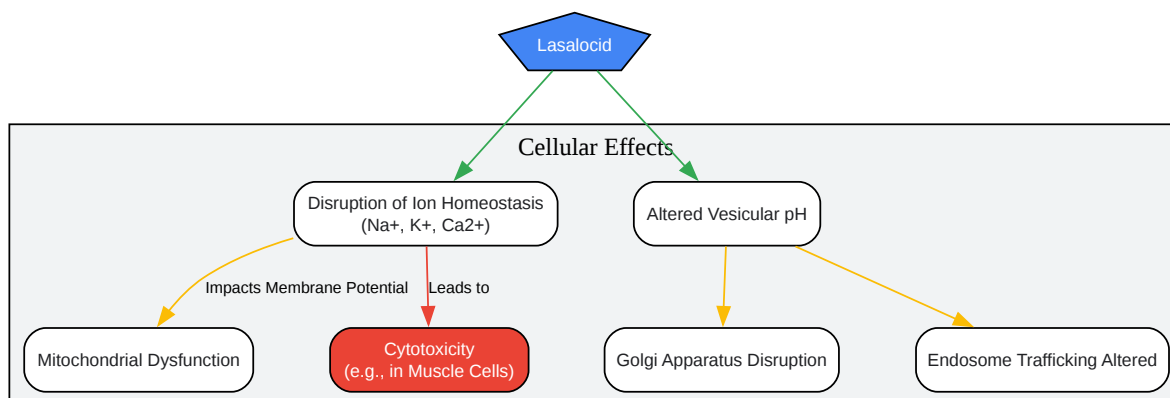 Lasalocid
Cellular Effects
Disruption of Ion Homeostasis
(Na+, K+, Ca2+)
Altered Vesicular pH
Impacts Membrane Potential
Leads to
Mitochondrial Dysfunction
Cytotoxicity
(e.g., in Muscle Cells)
Golgi Apparatus Disruption
Endosome Trafficking Altered